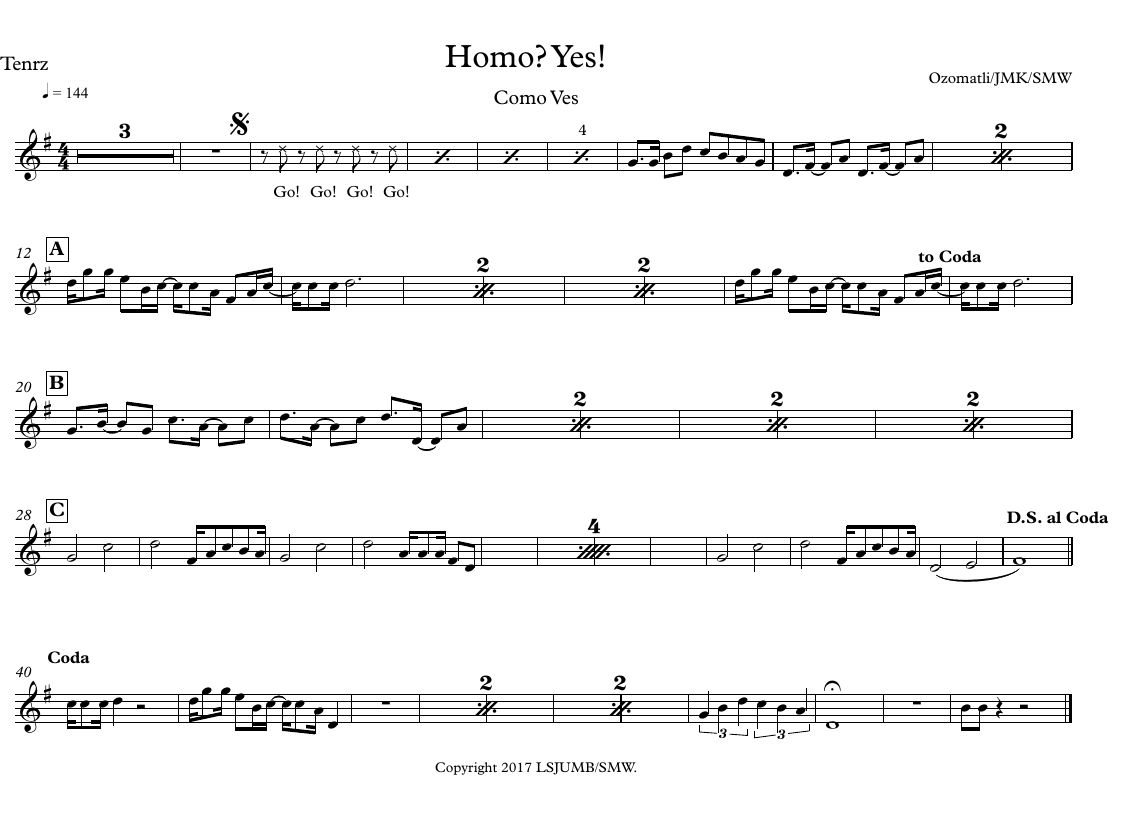 Homo? Yes!
Tenrz
Ozomatli/JMK/SMW
♩ = 144
Como Ves
3
4
2
Go! Go! Go! Go!
12 A
to Coda
2 2
20 B
2 2 2
28 C
4
D.S. al Coda
Coda
40
2 2
3 3
Copyright 2017 LSJUMB/SMW.